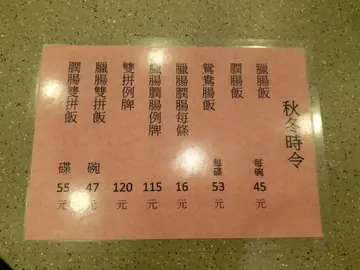 秋冬時令
臘腸飯 每碗 45 元
膶腸飯
鴛鴦腸飯 每碟 53 元
臘腸膶腸每條 16 元
臘腸膶腸例牌 115 元
雙拼例牌 120 元
臘腸雙拼飯 碗 47 元
膶腸雙拼飯 碟 55 元